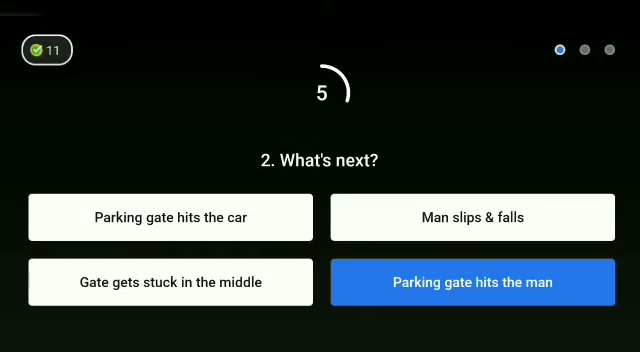 11
5
2. What's next?
Parking gate hits the car
Man slips & falls
Gate gets stuck in the middle
Parking gate hits the man